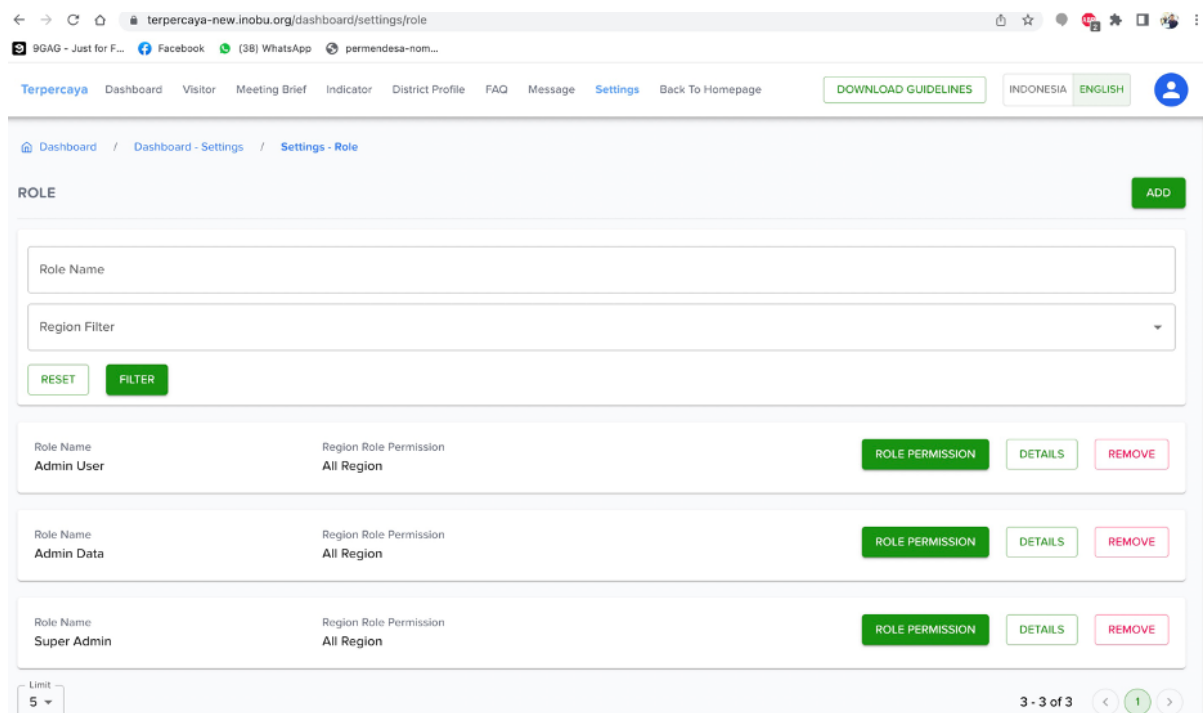 terpercaya-new.inobu.org/dashboard/settings/role
9GAG - Just for F... Facebook (38) WhatsApp permendesa-nom...
Terpercaya Dashboard Visitor Meeting Brief Indicator District Profile FAQ Message Settings Back To Homepage DOWNLOAD GUIDELINES INDONESIA ENGLISH
Dashboard / Dashboard - Settings / Settings - Role
ROLE ADD
Role Name
Region Filter
RESET FILTER
Role Name Region Role Permission
Admin User All Region ROLE PERMISSION DETAILS REMOVE
Role Name Region Role Permission
Admin Data All Region ROLE PERMISSION DETAILS REMOVE
Role Name Region Role Permission
Super Admin All Region ROLE PERMISSION DETAILS REMOVE
Limit
5 3 - 3 of 3 < 1 >